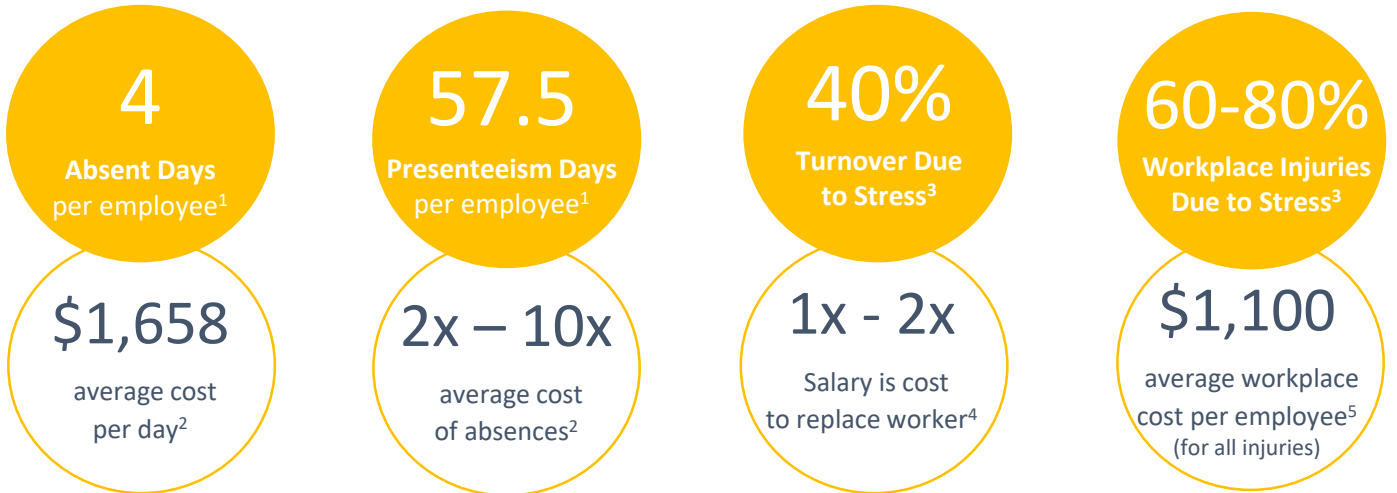 4
Absent Days
per employee1
$1,658
average cost
per day2
57.5
Presenteeism Days
per employee1
2x – 10x
average cost
of absences2
40%
Turnover Due
to Stress3
1x - 2x
Salary is cost
to replace worker4
60-80%
Workplace Injuries
Due to Stress3
$1,100
average workplace
cost per employee5
(for all injuries)